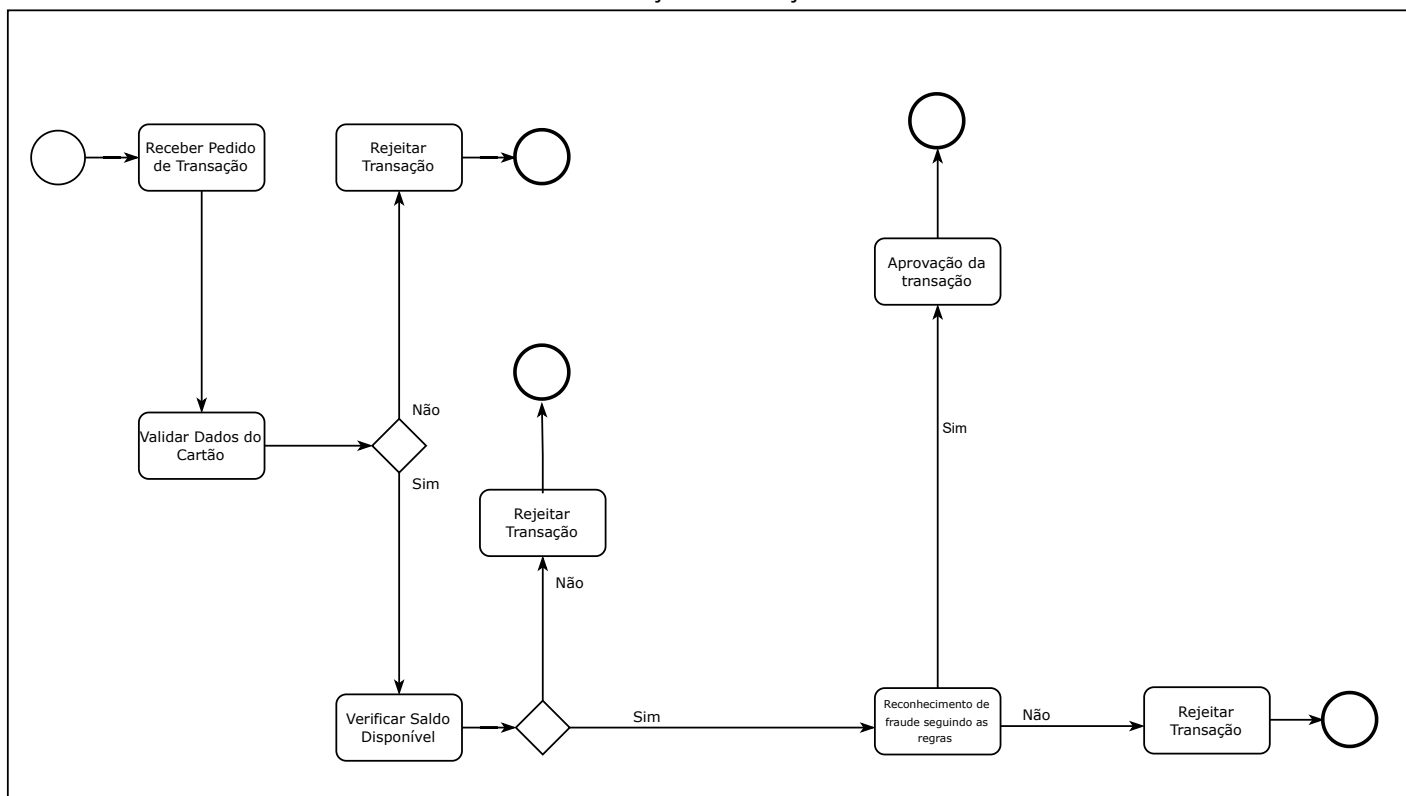 Receber Pedido
de Transação
Rejeitar
Transação
Aprovação da
transação
Não
Validar Dados do
Cartão
Sim
Sim
Rejeitar
Transação
Não
Verificar Saldo
Disponível
Sim
Reconhecimento de
fraude seguindo as
regras
Não
Rejeitar
Transação